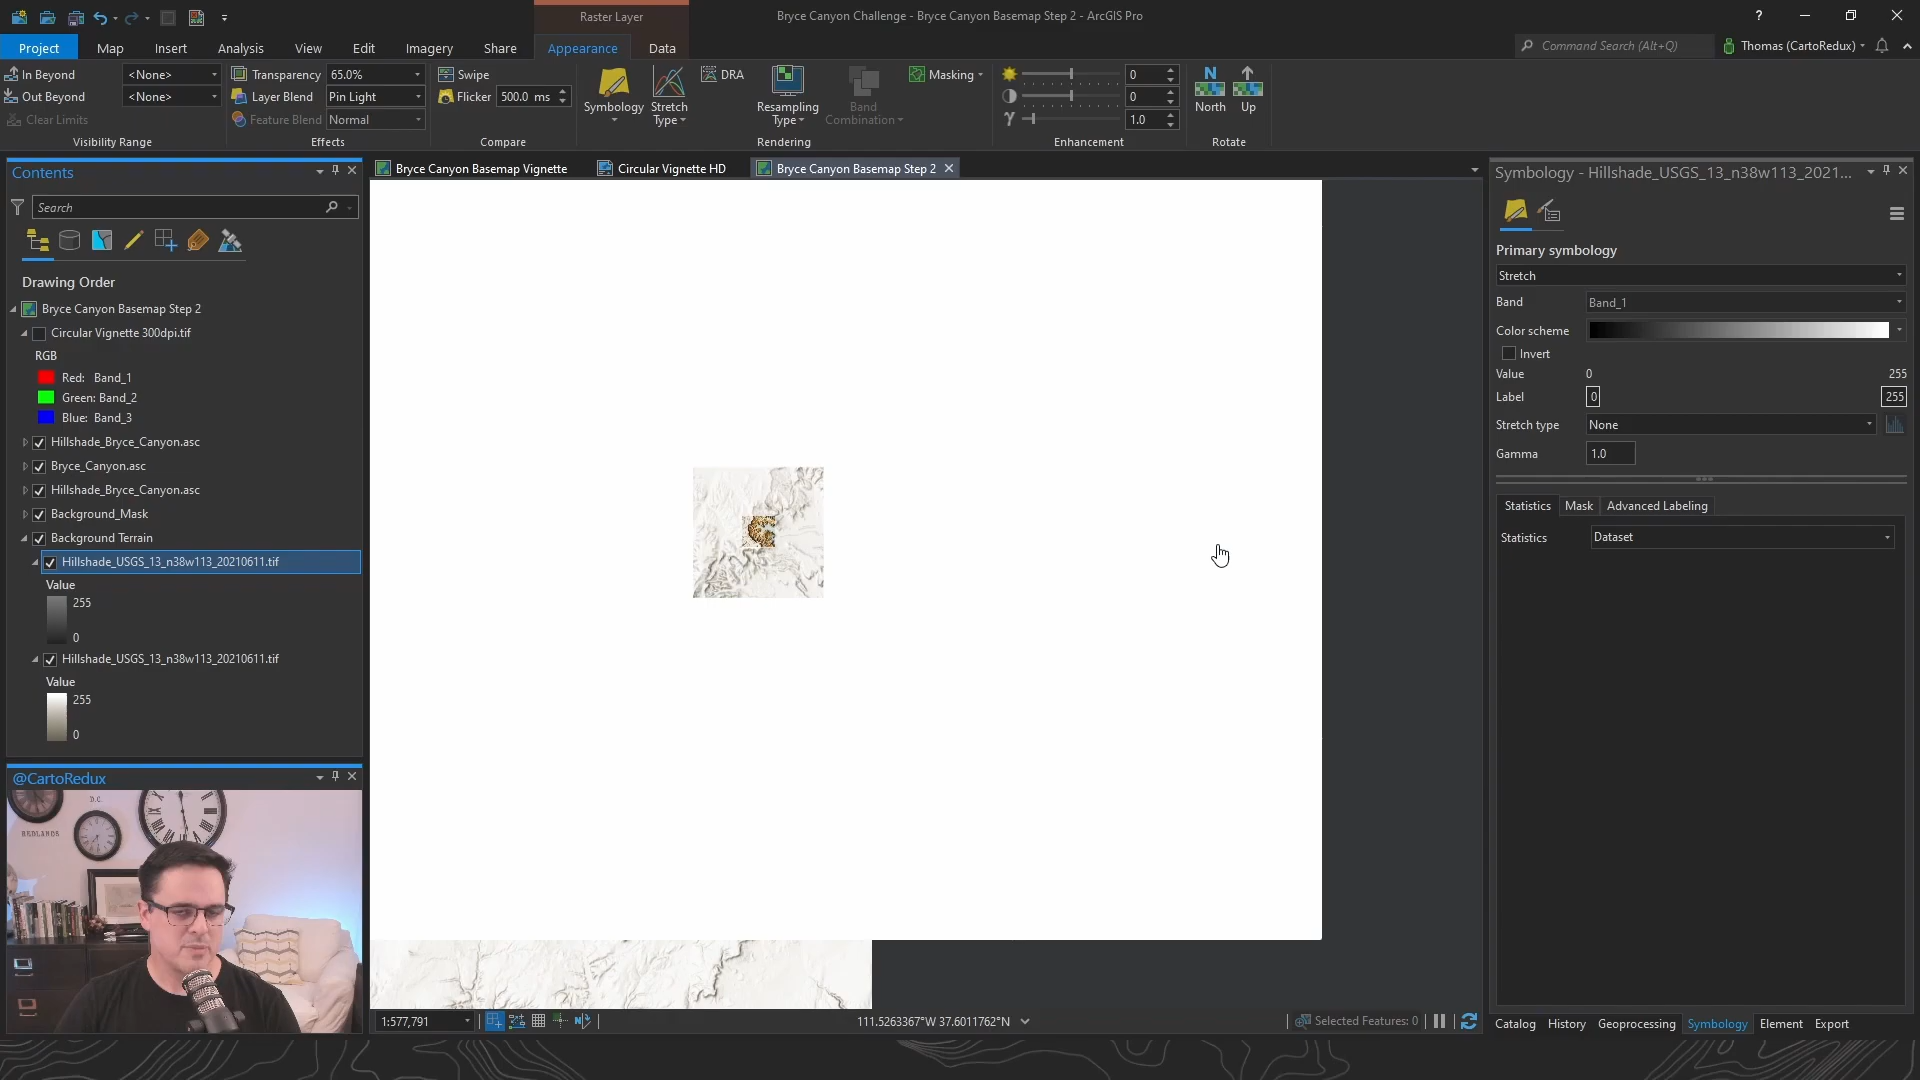 Raster Layer
Bryce Canyon Challenge - Bryce Canyon Basemap Step 2 - ArcGIS Pro
?
Project Map Insert Analysis View Edit Imagery Share Appearance Data
Command Search (Alt+Q)
Thomas (CartoRedux)
In Beyond <None>
Out Beyond <None>
Clear Limits
Visibility Range
Transparency 65.0%
Layer Blend Pin Light
Feature Blend Normal
Effects
Swipe
Flicker 500.0 ms
Compare
Symbology
Stretch Type
DRA
Resampling Type
Band Combination
Masking
Rendering
0
0
1.0
Enhancement
N
North
Up
Rotate
Contents
Search
Drawing Order
Bryce Canyon Basemap Step 2
Circular Vignette 300dpi.tif
RGB
Red: Band_1
Green: Band_2
Blue: Band_3
Hillshade_Bryce_Canyon.asc
Bryce_Canyon.asc
Hillshade_Bryce_Canyon.asc
Background_Mask
Background Terrain
Hillshade_USGS_13_n38w113_20210611.tif
Value
255
0
Hillshade_USGS_13_n38w113_20210611.tif
Value
255
0
@CartoRedux
D.C.
REDLANDS
Bryce Canyon Basemap Vignette
Circular Vignette HD
Bryce Canyon Basemap Step 2
1:577,791
111.5263367°W 37.6011762°N
Selected Features: 0
Symbology - Hillshade_USGS_13_n38w113_2021...
Primary symbology
Stretch
Band Band_1
Color scheme
Invert
Value 0 255
Label 0 255
Stretch type None
Gamma 1.0
Statistics Mask Advanced Labeling
Statistics Dataset
Catalog History Geoprocessing Symbology Element Export